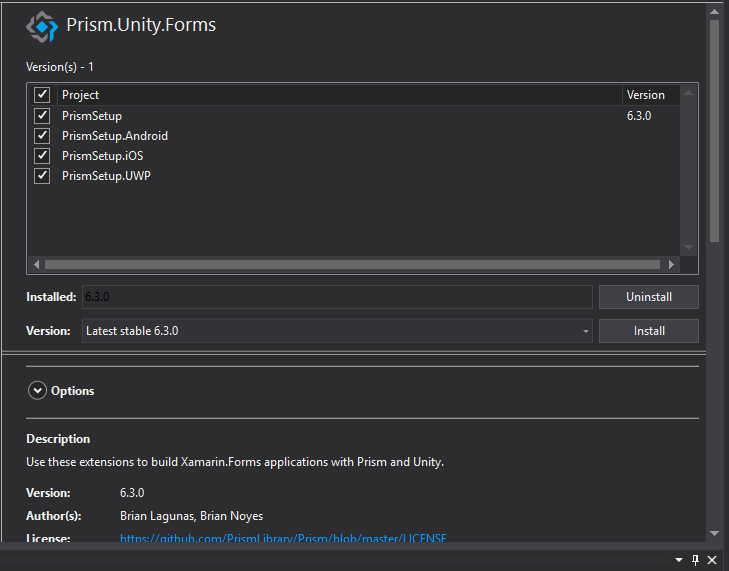 Prism.Unity.Forms
Version(s) - 1
Project Version
PrismSetup 6.3.0
PrismSetup.Android
PrismSetup.iOS
PrismSetup.UWP
Installed: 6.3.0 Uninstall
Version: Latest stable 6.3.0 Install
Options
Description
Use these extensions to build Xamarin.Forms applications with Prism and Unity.
Version: 6.3.0
Author(s): Brian Lagunas, Brian Noyes
License: https://github.com/PrismLibrary/Prism/blob/master/LICENSE